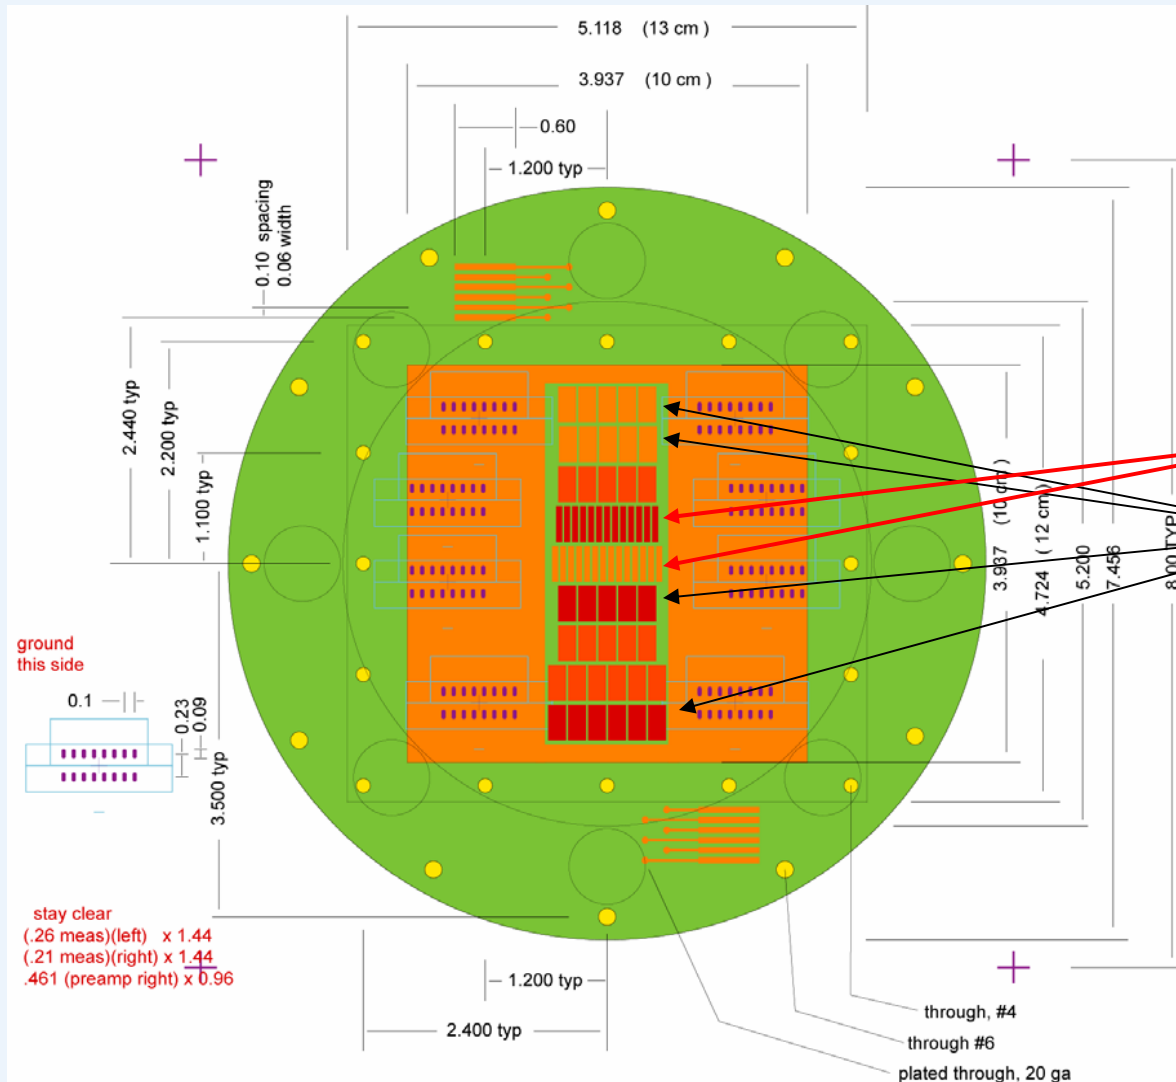 5.118 (13 cm )
3.937 (10 cm )
0.60
1.200 typ
0.10 spacing
0.06 width
2.440 typ
2.200 typ
1.100 typ
3.937 (10 cm )
4.724 ( 12 cm)
5.200
7.456
8.00TYP
ground
this side
0.1
0.23
0.09
3.500 typ
stay clear
(.26 meas)(left) x 1.44
(.21 meas)(right) x 1.44
.461 (preamp right) x 0.96
1.200 typ
2.400 typ
through, #4
through #6
plated through, 20 ga